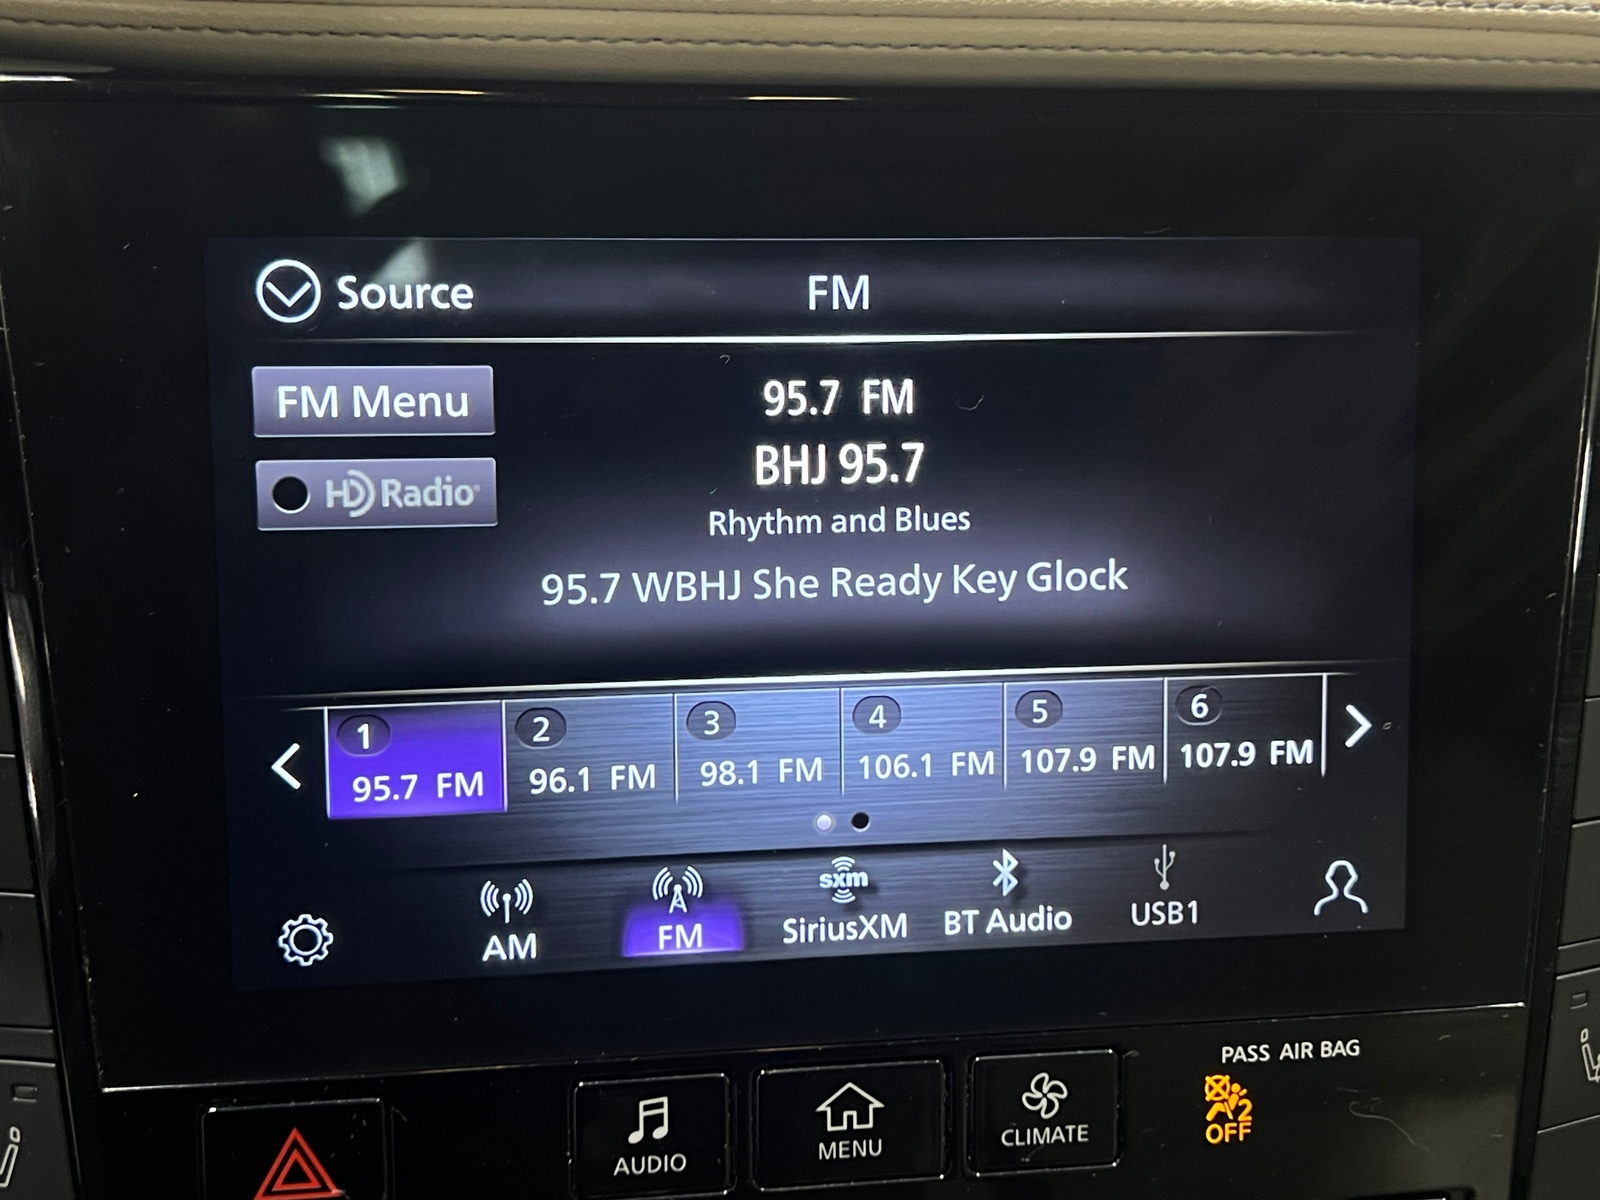 Source
FM
FM Menu
95.7 FM
BHJ 95.7
HD Radio
Rhythm and Blues
95.7 WBHJ She Ready Key Glock
1
2
3
4
5
6
95.7 FM
96.1 FM
98.1 FM
106.1 FM
107.9 FM
107.9 FM
sxm
AM
FM
SiriusXM
BT Audio
USB1
PASS AIR BAG
2
OFF
AUDIO
MENU
CLIMATE